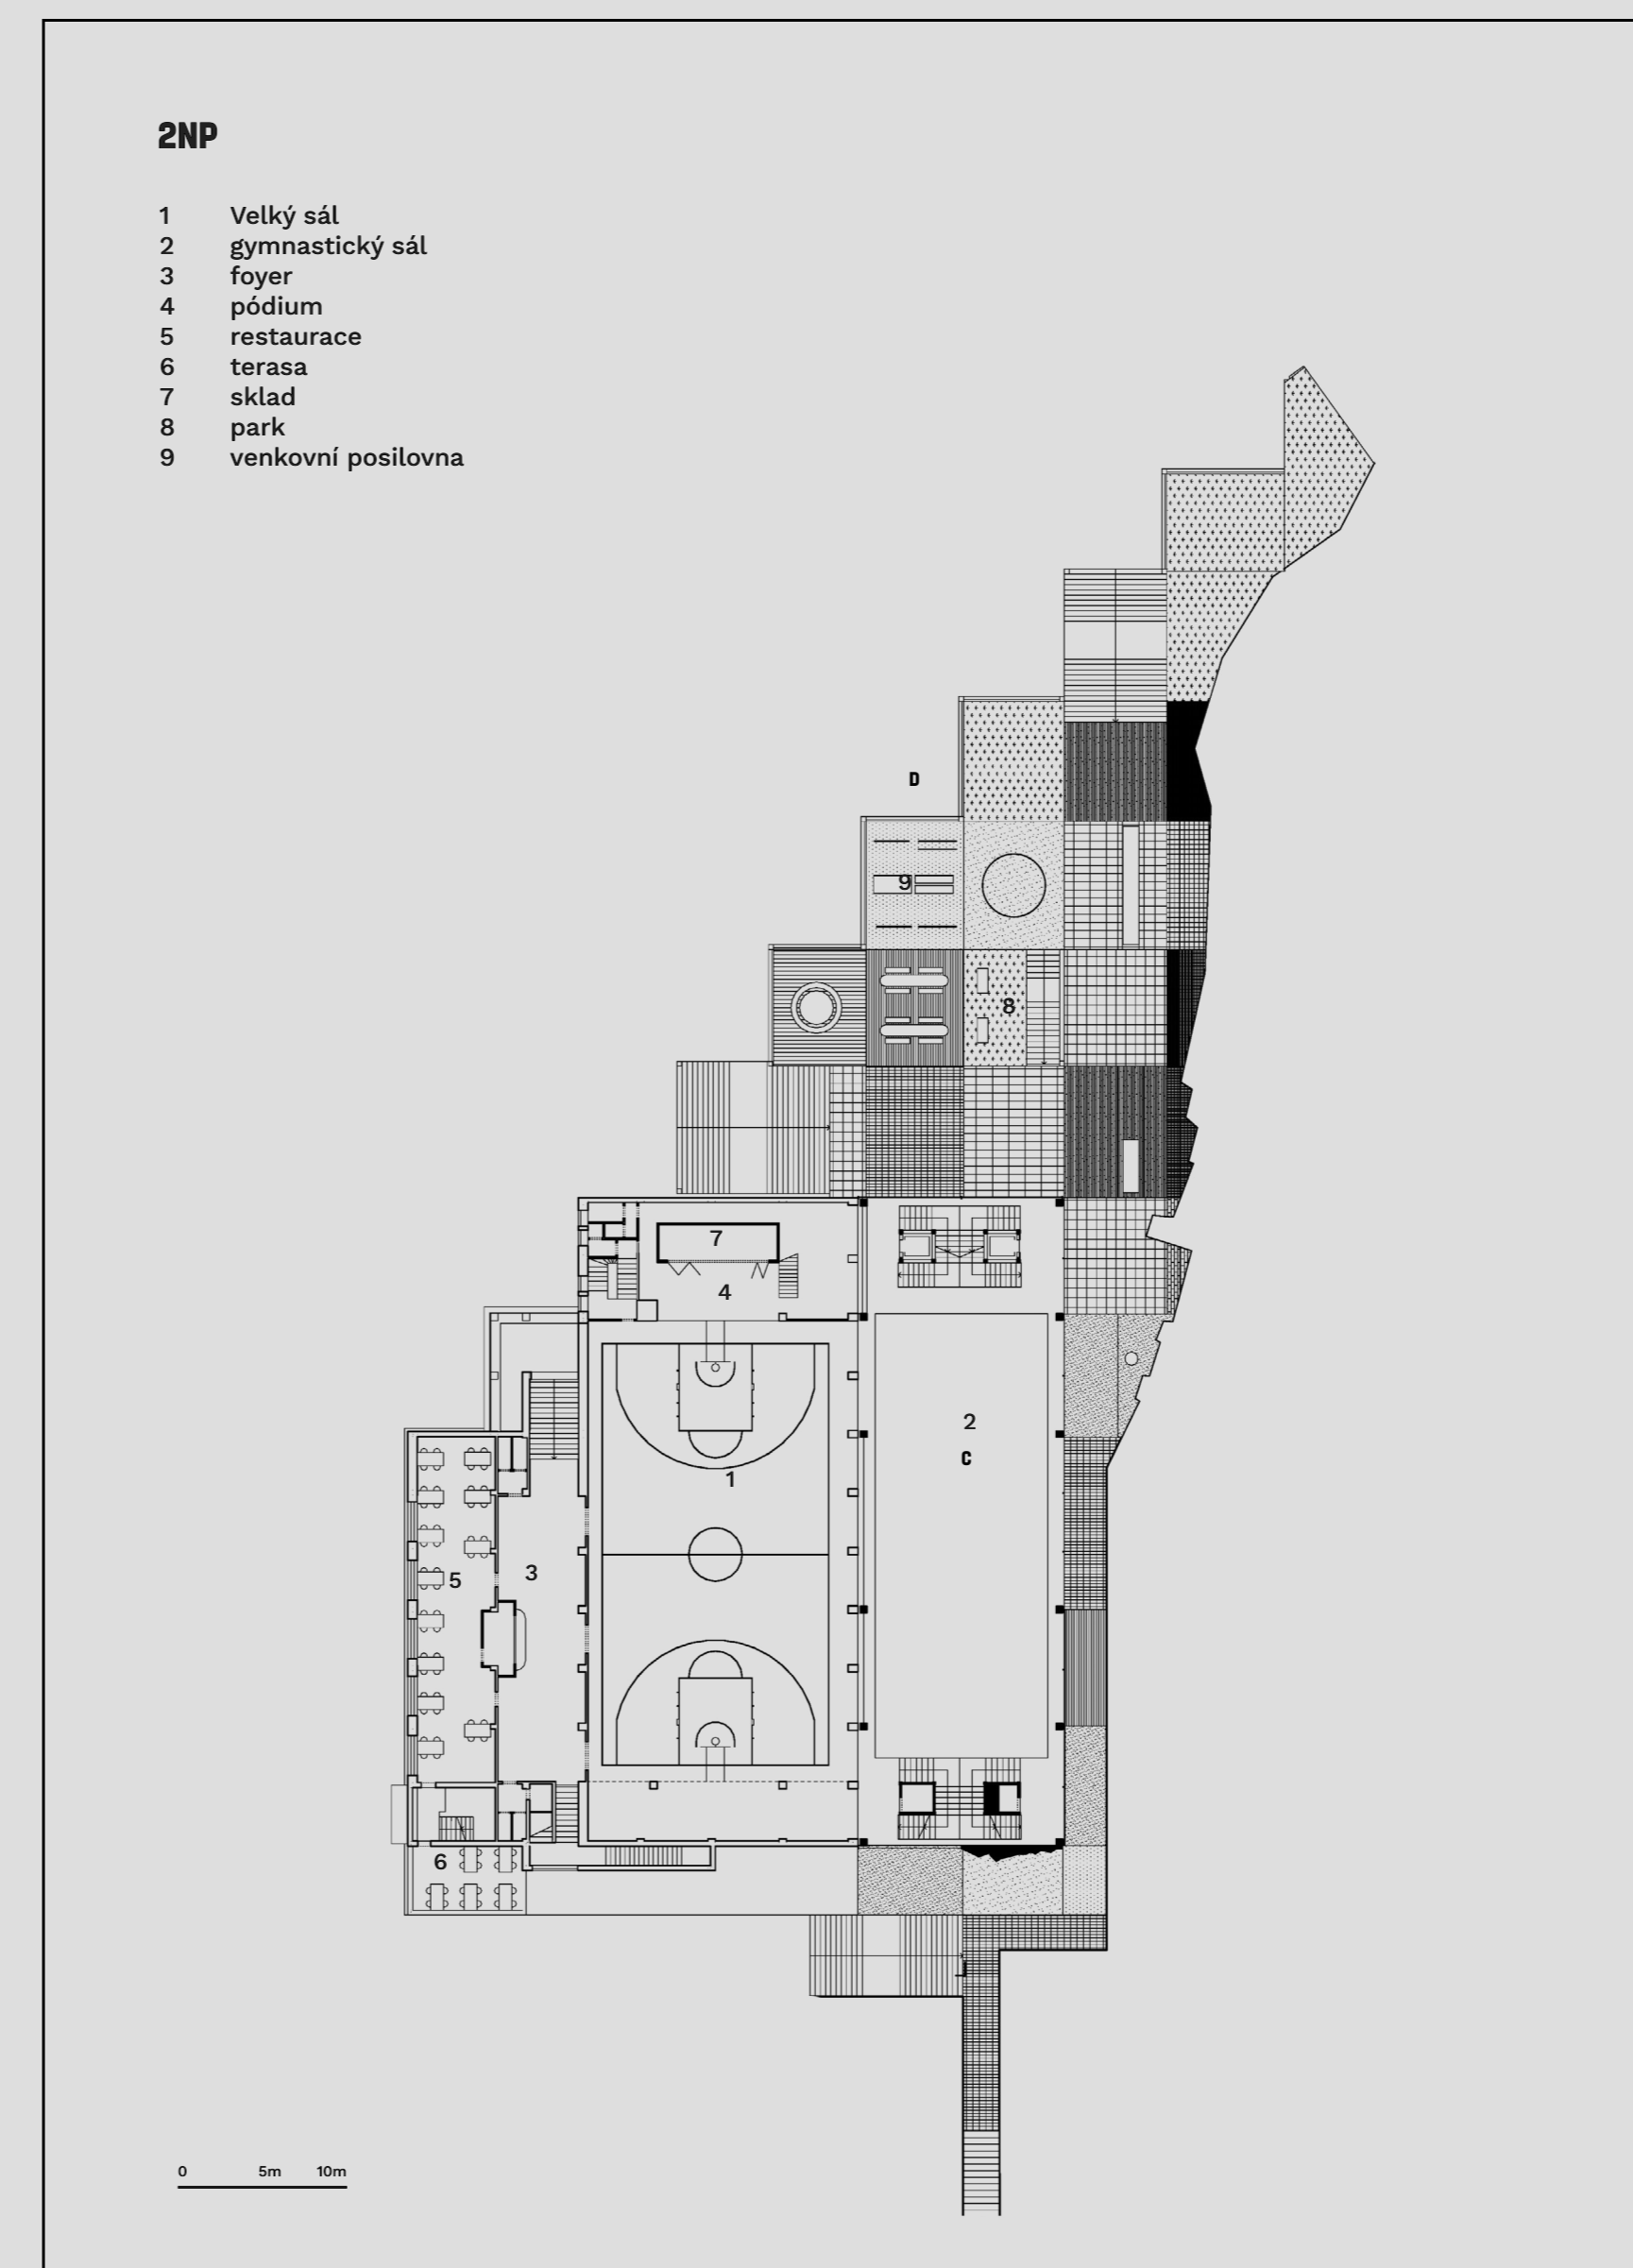 2NP
1 Velký sál
2 gymnastický sál
3 foyer
4 pódium
5 restaurace
6 terasa
7 sklad
8 park
9 venkovní posilovna
D
9
8
7
4
2
C
1
3
5
6
0 5m 10m